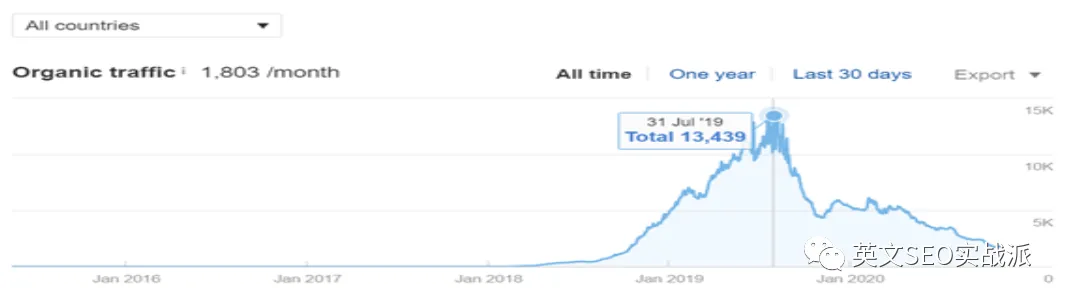 All countries
Organic traffic i 1,803 /month
All time One year Last 30 days Export
15K
31 Jul '19
Total 13,439
10K
5K
英文SEO实战派
Jan 2016 Jan 2017 Jan 2018 Jan 2019 Jan 2020 0